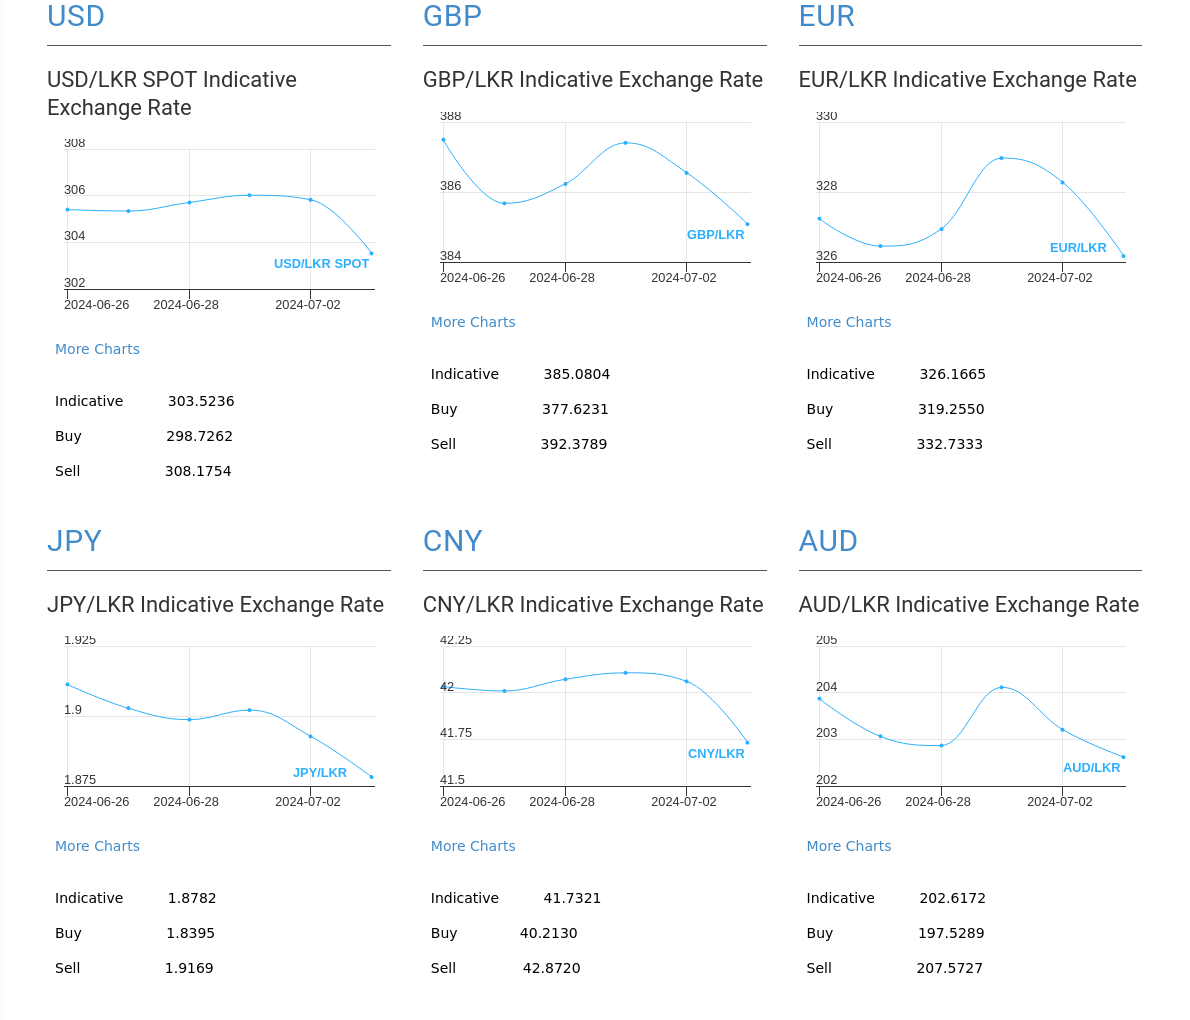 USD
USD/LKR SPOT Indicative
Exchange Rate
308
306
304
302
USD/LKR SPOT
2024-06-26 2024-06-28 2024-07-02
More Charts
Indicative 303.5236
Buy 298.7262
Sell 308.1754
GBP
GBP/LKR Indicative Exchange Rate
388
386
384
GBP/LKR
2024-06-26 2024-06-28 2024-07-02
More Charts
Indicative 385.0804
Buy 377.6231
Sell 392.3789
EUR
EUR/LKR Indicative Exchange Rate
330
328
326
EUR/LKR
2024-06-26 2024-06-28 2024-07-02
More Charts
Indicative 326.1665
Buy 319.2550
Sell 332.7333
JPY
JPY/LKR Indicative Exchange Rate
1.925
1.9
1.875
JPY/LKR
2024-06-26 2024-06-28 2024-07-02
More Charts
Indicative 1.8782
Buy 1.8395
Sell 1.9169
CNY
CNY/LKR Indicative Exchange Rate
42.25
42
41.75
41.5
CNY/LKR
2024-06-26 2024-06-28 2024-07-02
More Charts
Indicative 41.7321
Buy 40.2130
Sell 42.8720
AUD
AUD/LKR Indicative Exchange Rate
205
204
203
202
AUD/LKR
2024-06-26 2024-06-28 2024-07-02
More Charts
Indicative 202.6172
Buy 197.5289
Sell 207.5727